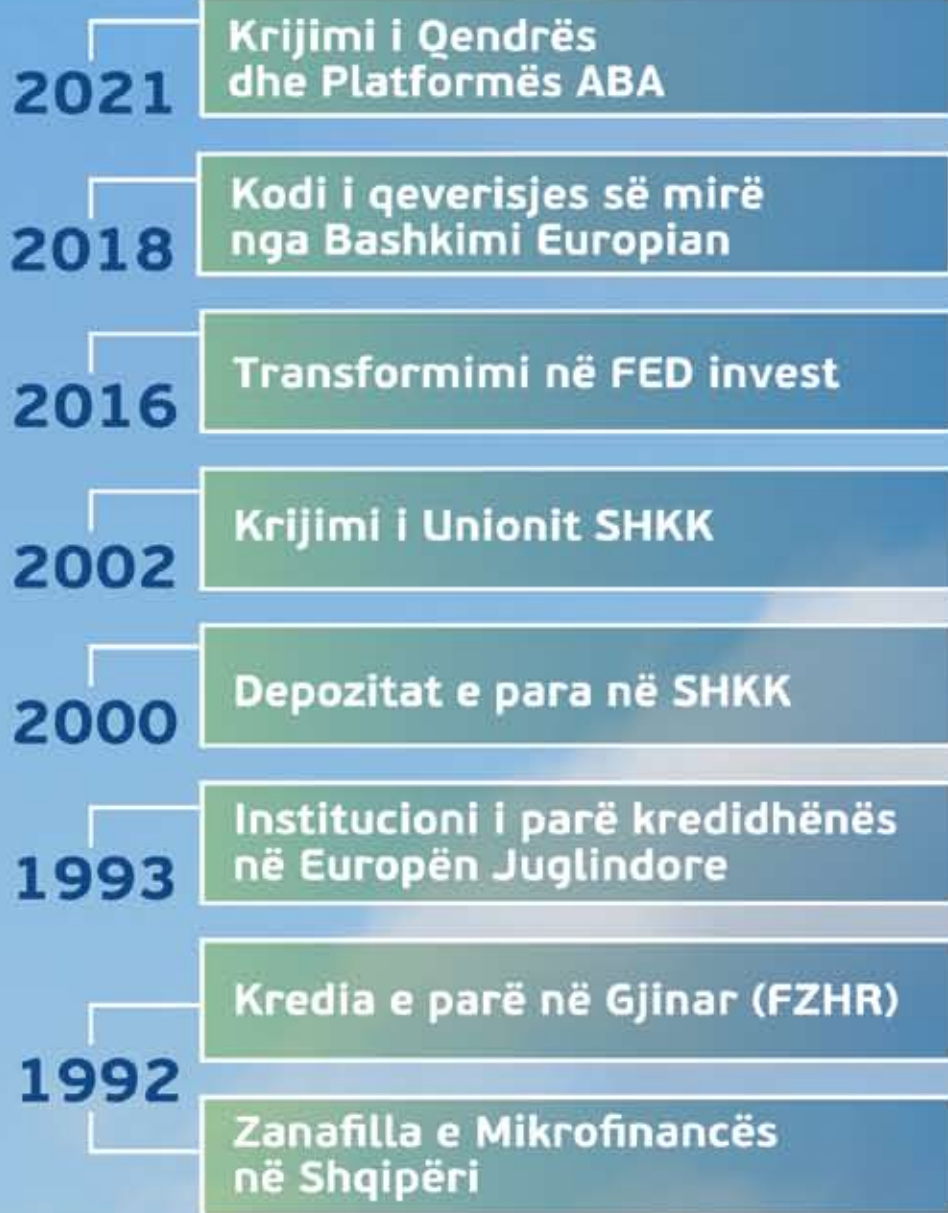 2021
Krijimi i Qendrës
dhe Platformës ABA
2018
Kodi i qeverisjes së mirë
nga Bashkimi Europian
2016
Transformimi në FED invest
2002
Krijimi i Unionit SHKK
2000
Depozitat e para në SHKK
1993
Institucioni i parë kredidhënës
në Europën Juglindore
1992
Kredia e parë në Gjinar (FZHR)
Zanafilla e Mikrofinancës
në Shqipëri